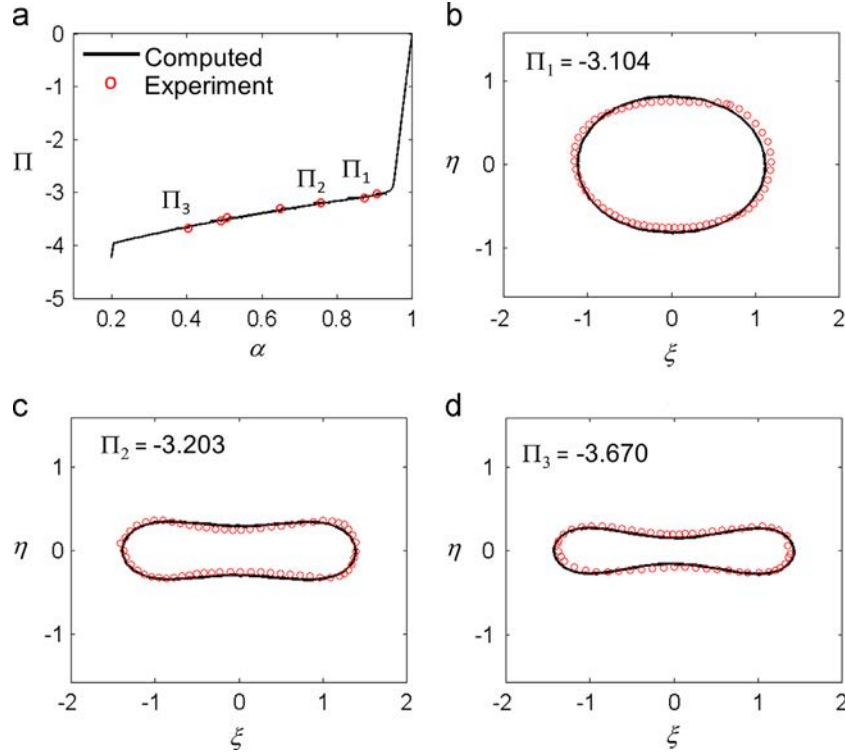 a
0
-1
-2
-3
-4
-5
Π
Computed
Experiment
Π3
Π2
Π1
0.2 0.4 0.6 0.8 1
α
b
Π1 = -3.104
1
0
-1
η
-2 -1 0 1 2
ξ
c
Π2 = -3.203
1
0
-1
η
-2 -1 0 1 2
ξ
d
Π3 = -3.670
1
0
-1
η
-2 -1 0 1 2
ξ